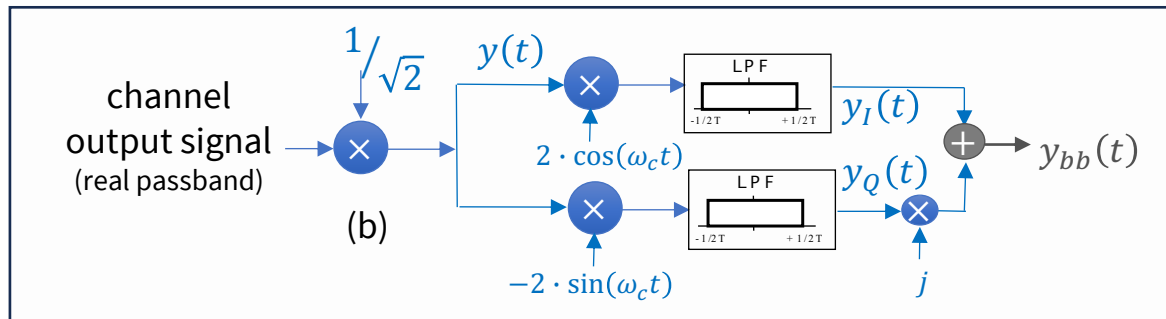 1/√2
channel
output signal
(real passband)
(b)
×
y(t)
×
2 · cos(ω_c t)
LPF
-1/2T +1/2T
y_I(t)
×
−2 · sin(ω_c t)
LPF
-1/2T +1/2T
y_Q(t)
×
j
+
y_bb(t)